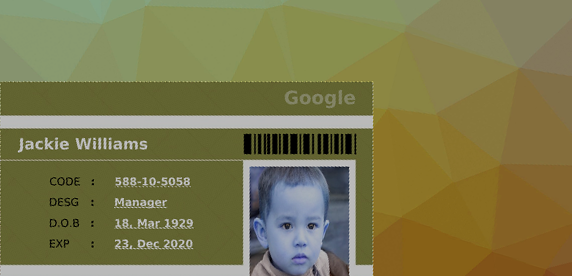 Google
Jackie Williams
CODE : 588-10-5058
DESG : Manager
D.O.B : 18, Mar 1929
EXP : 23, Dec 2020